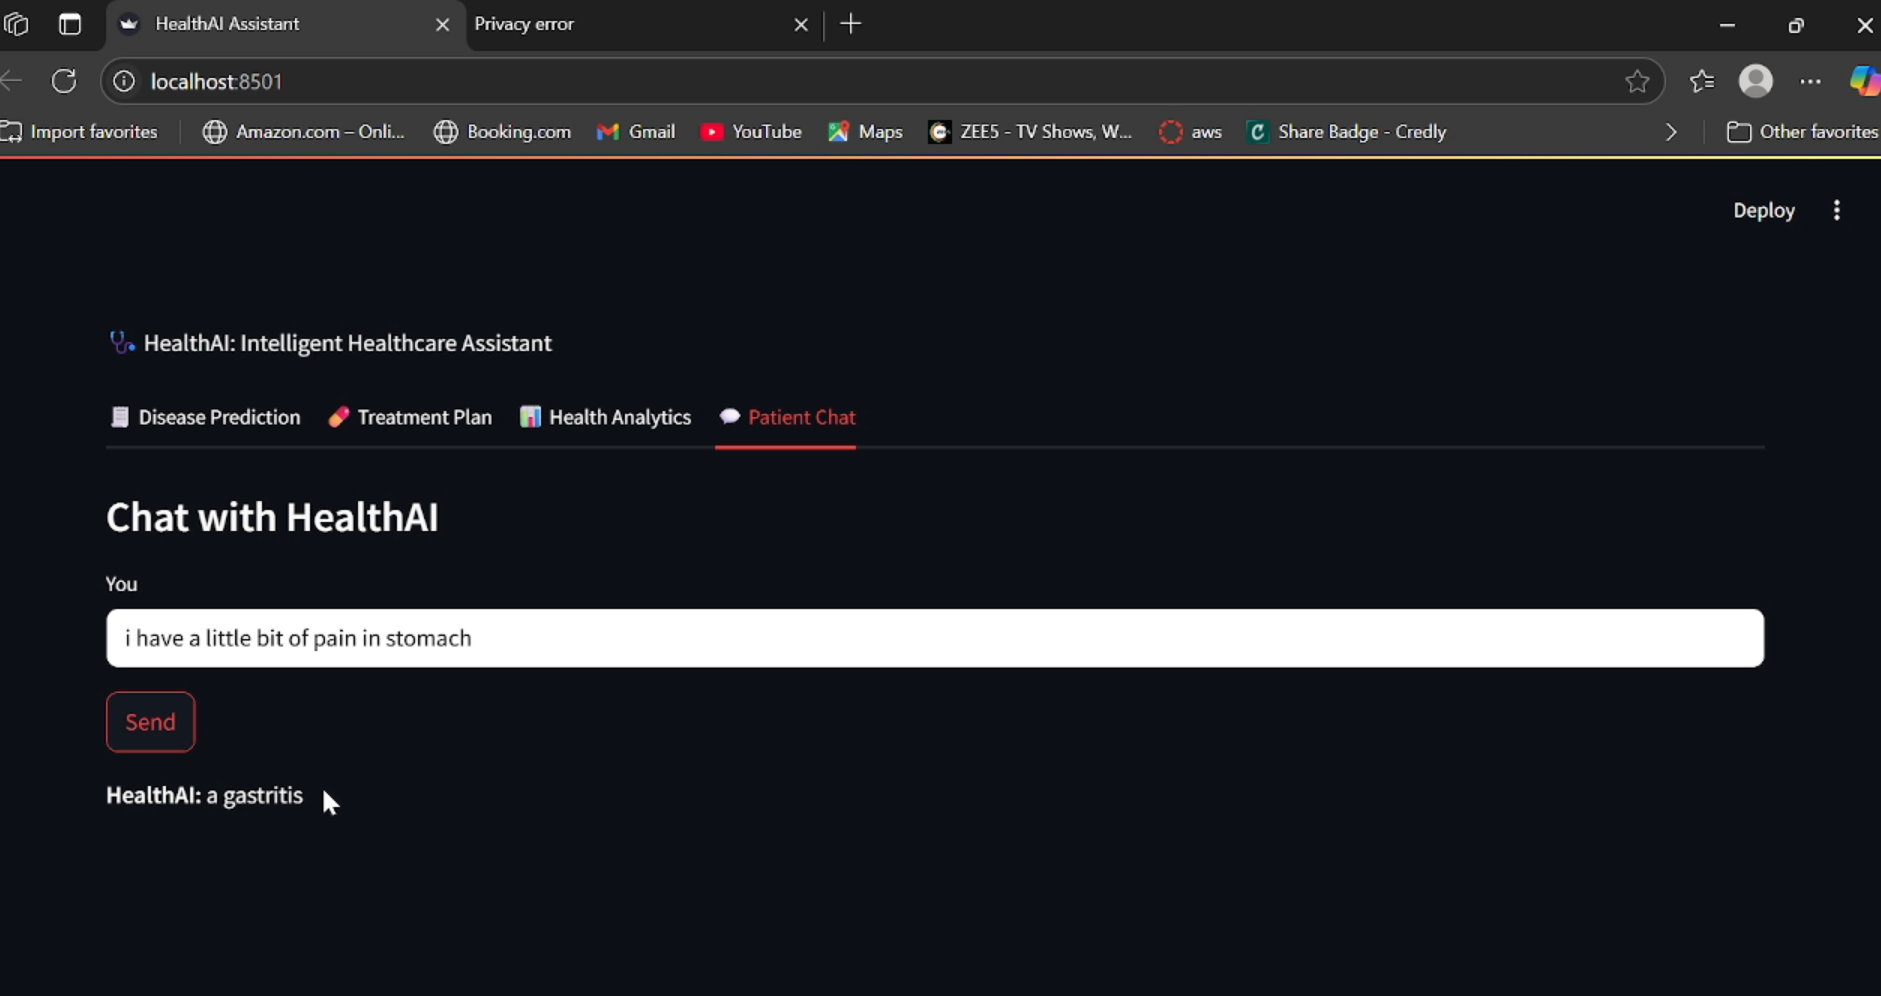 HealthAI Assistant
Privacy error
localhost:8501
Import favorites
Amazon.com – Onli...
Booking.com
Gmail
YouTube
Maps
ZEE5 - TV Shows, W...
aws
Share Badge - Credly
Other favorites
Deploy
HealthAI: Intelligent Healthcare Assistant
Disease Prediction
Treatment Plan
Health Analytics
Patient Chat
Chat with HealthAI
You
i have a little bit of pain in stomach
Send
HealthAI: a gastritis